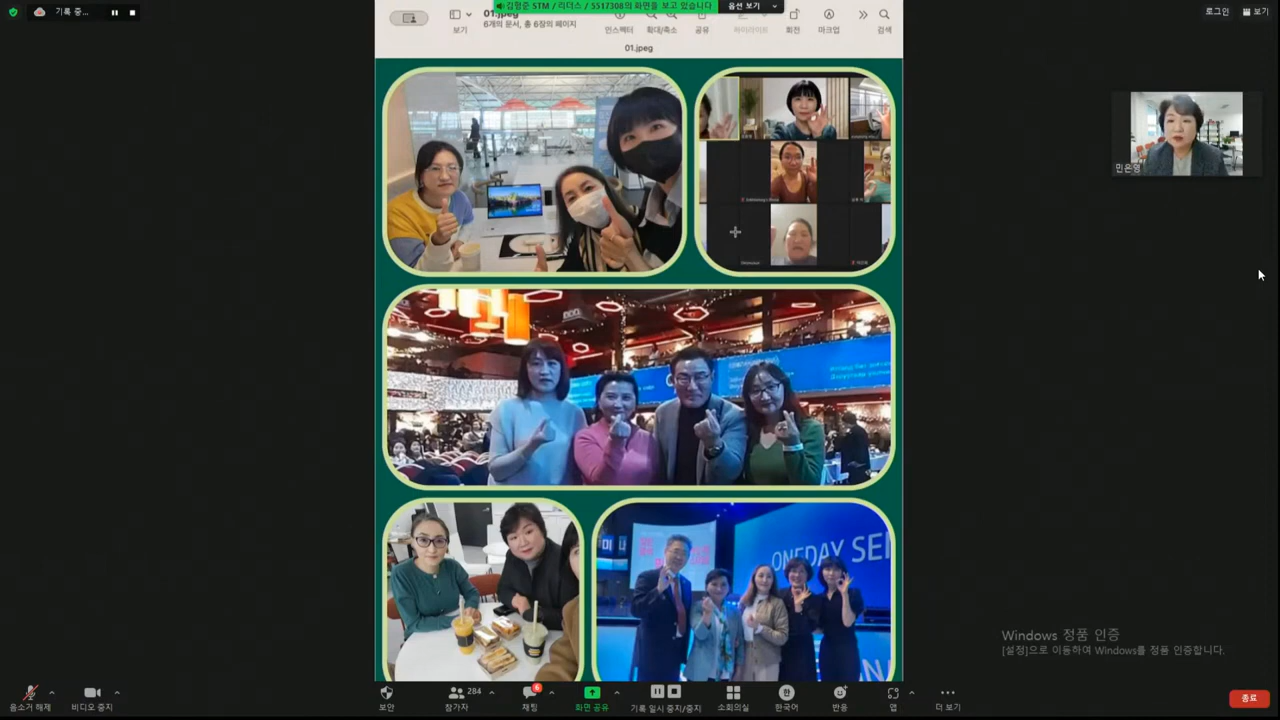 기록 중...
01.jpeg
6개의 문서, 총 6장의 페이지
김형준 STM / 리더스 / 5517308의 화면을 보고 있습니다
옵션 보기
로그인
보기
보기
인스펙터
확대/축소
공유
하이라이트
회전
마크업
검색
01.jpeg
민은영
ONEDAY SE
Windows 정품 인증
[설정]으로 이동하여 Windows를 정품 인증합니다.
음소거 해제
비디오 중지
보안
284
참가자
6
채팅
화면 공유
기록 일시 중지/중지
소회의실
한
한국어
반응
앱
더 보기
종료